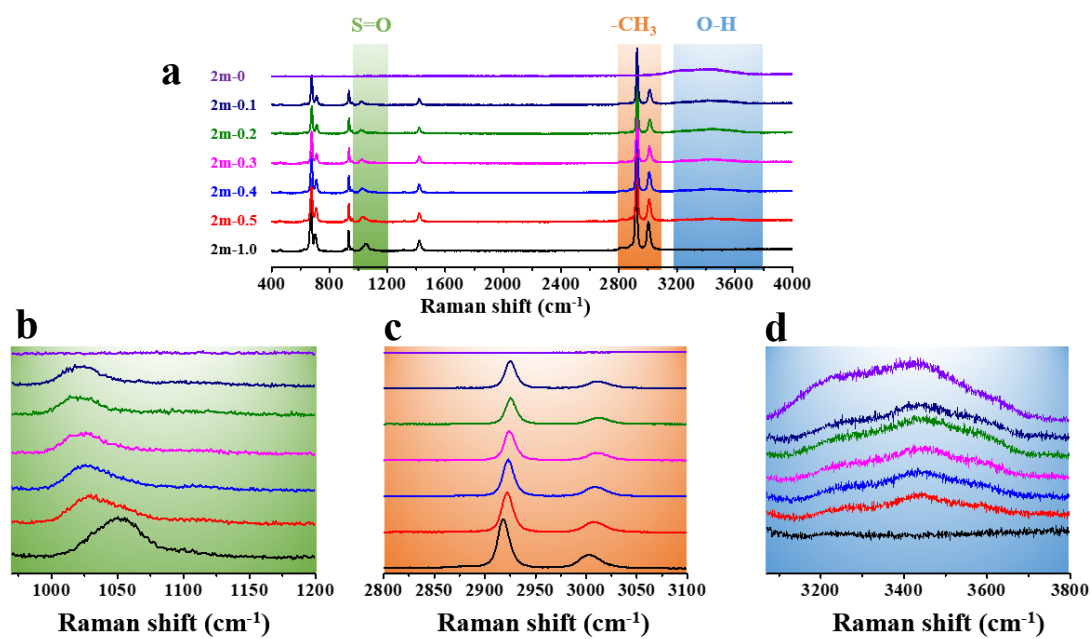 S=O -CH₃ O-H
a
2m-0
2m-0.1
2m-0.2
2m-0.3
2m-0.4
2m-0.5
2m-1.0
400 800 1200 1600 2000 2400 2800 3200 3600 4000
Raman shift (cm⁻¹)
b
1000 1050 1100 1150 1200
Raman shift (cm⁻¹)
c
2800 2850 2900 2950 3000 3050 3100
Raman shift (cm⁻¹)
d
3200 3400 3600 3800
Raman shift (cm⁻¹)